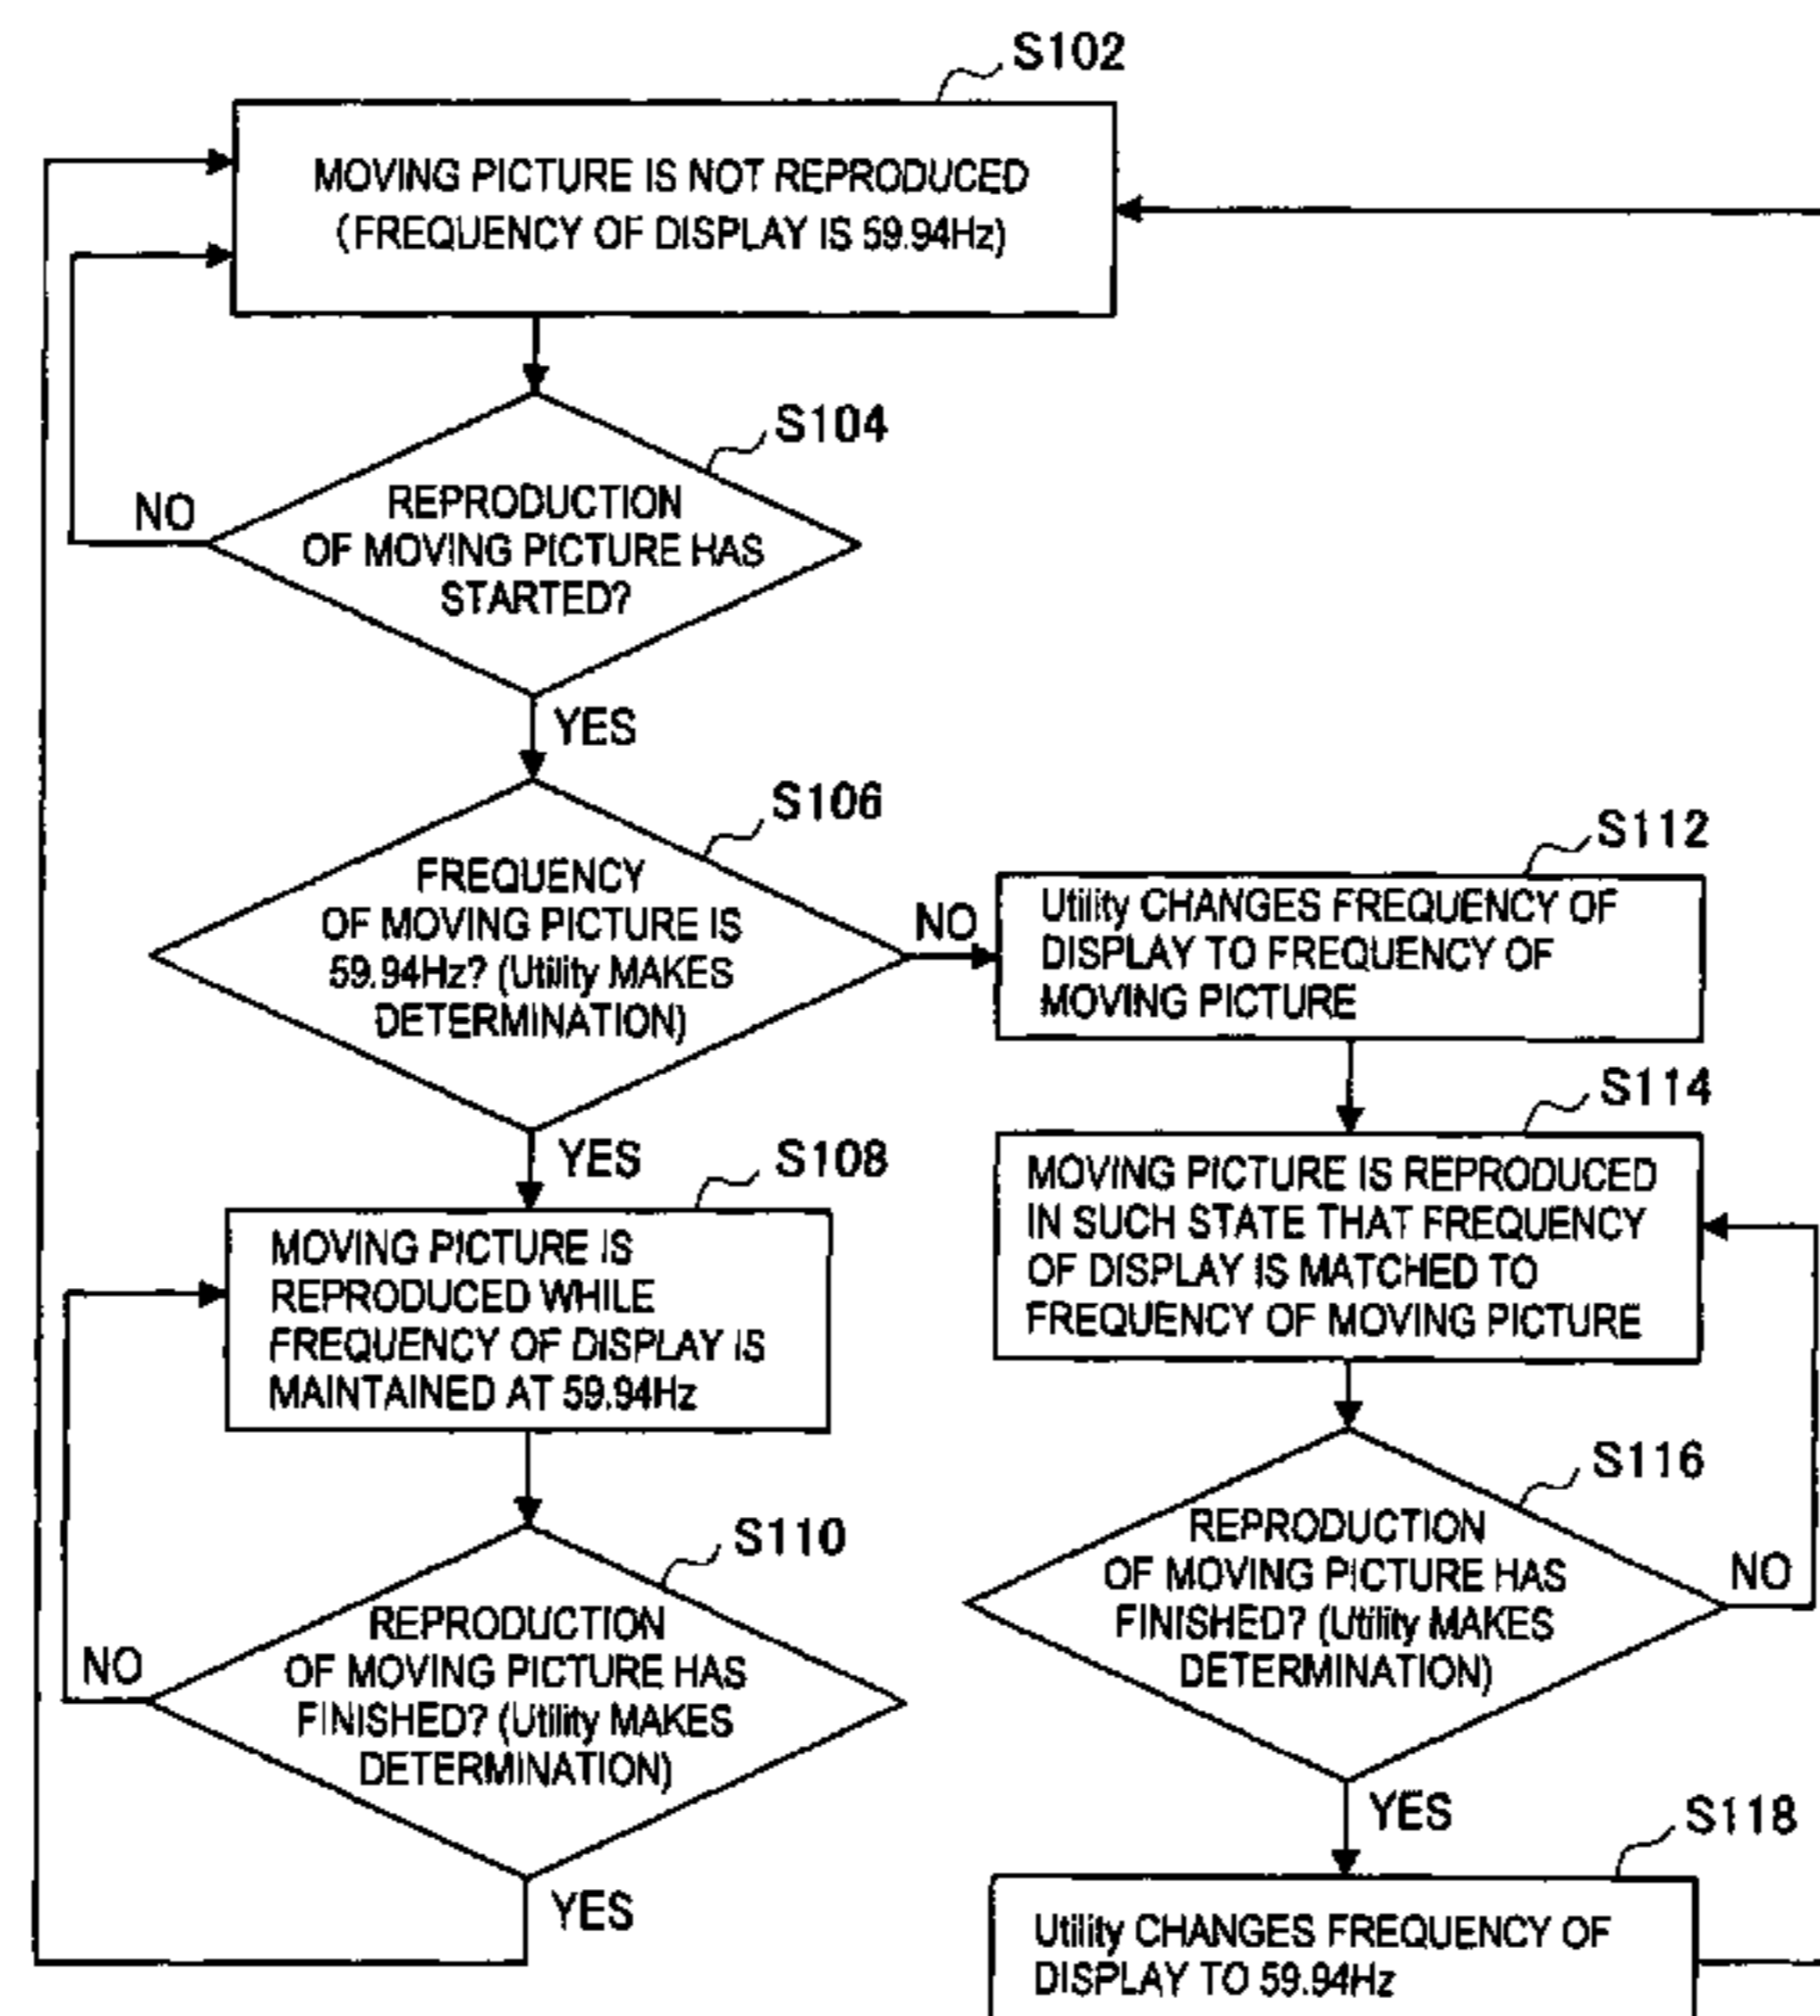 S102
MOVING PICTURE IS NOT REPRODUCED
(FREQUENCY OF DISPLAY IS 59.94Hz)
S104
REPRODUCTION
OF MOVING PICTURE HAS
STARTED?
NO
YES
S106
FREQUENCY
OF MOVING PICTURE IS
59.94Hz? (Utility MAKES
DETERMINATION)
NO
YES
S112
Utility CHANGES FREQUENCY OF
DISPLAY TO FREQUENCY OF
MOVING PICTURE
S108
MOVING PICTURE IS
REPRODUCED WHILE
FREQUENCY OF DISPLAY IS
MAINTAINED AT 59.94Hz
S114
MOVING PICTURE IS REPRODUCED
IN SUCH STATE THAT FREQUENCY
OF DISPLAY IS MATCHED TO
FREQUENCY OF MOVING PICTURE
S110
REPRODUCTION
OF MOVING PICTURE HAS
FINISHED? (Utility MAKES
DETERMINATION)
NO
YES
S116
REPRODUCTION
OF MOVING PICTURE HAS
FINISHED? (Utility MAKES
DETERMINATION)
NO
YES
S118
Utility CHANGES FREQUENCY OF
DISPLAY TO 59.94Hz